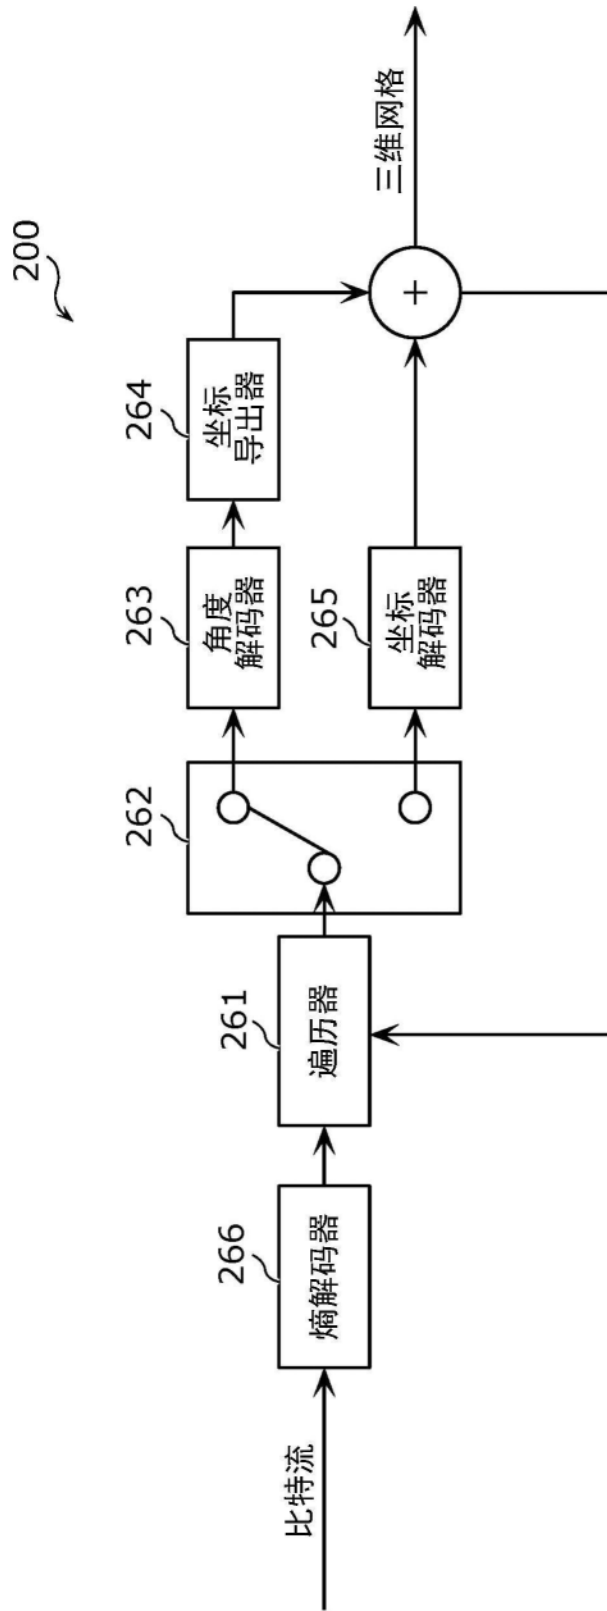 200
比特流
266
熵解码器
261
遍历器
262
263
角度
解码器
264
坐标
导出器
265
坐标
解码器
+
三维网格